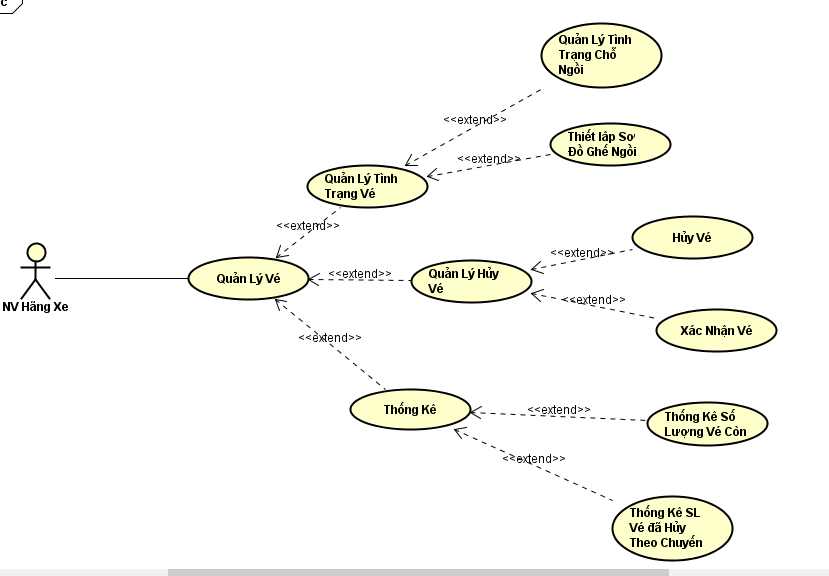 c
Quản Lý Tình
Trạng Chỗ
Ngồi
<<extend>>
Thiết lâp Sơ
Đồ Ghế Ngồi
<<extend>>
Quản Lý Tình
Trạng Vé
<<extend>>
Hủy Vé
<<extend>>
Quản Lý Vé
<<extend>>
Quản Lý Hủy
Vé
NV Hãng Xe
<<extend>>
Xác Nhận Vé
<<extend>>
Thống Kê
<<extend>>
Thống Kê Số
Lượng Vé Còn
<<extend>>
Thống Kê SL
Vé đã Hủy
Theo Chuyến